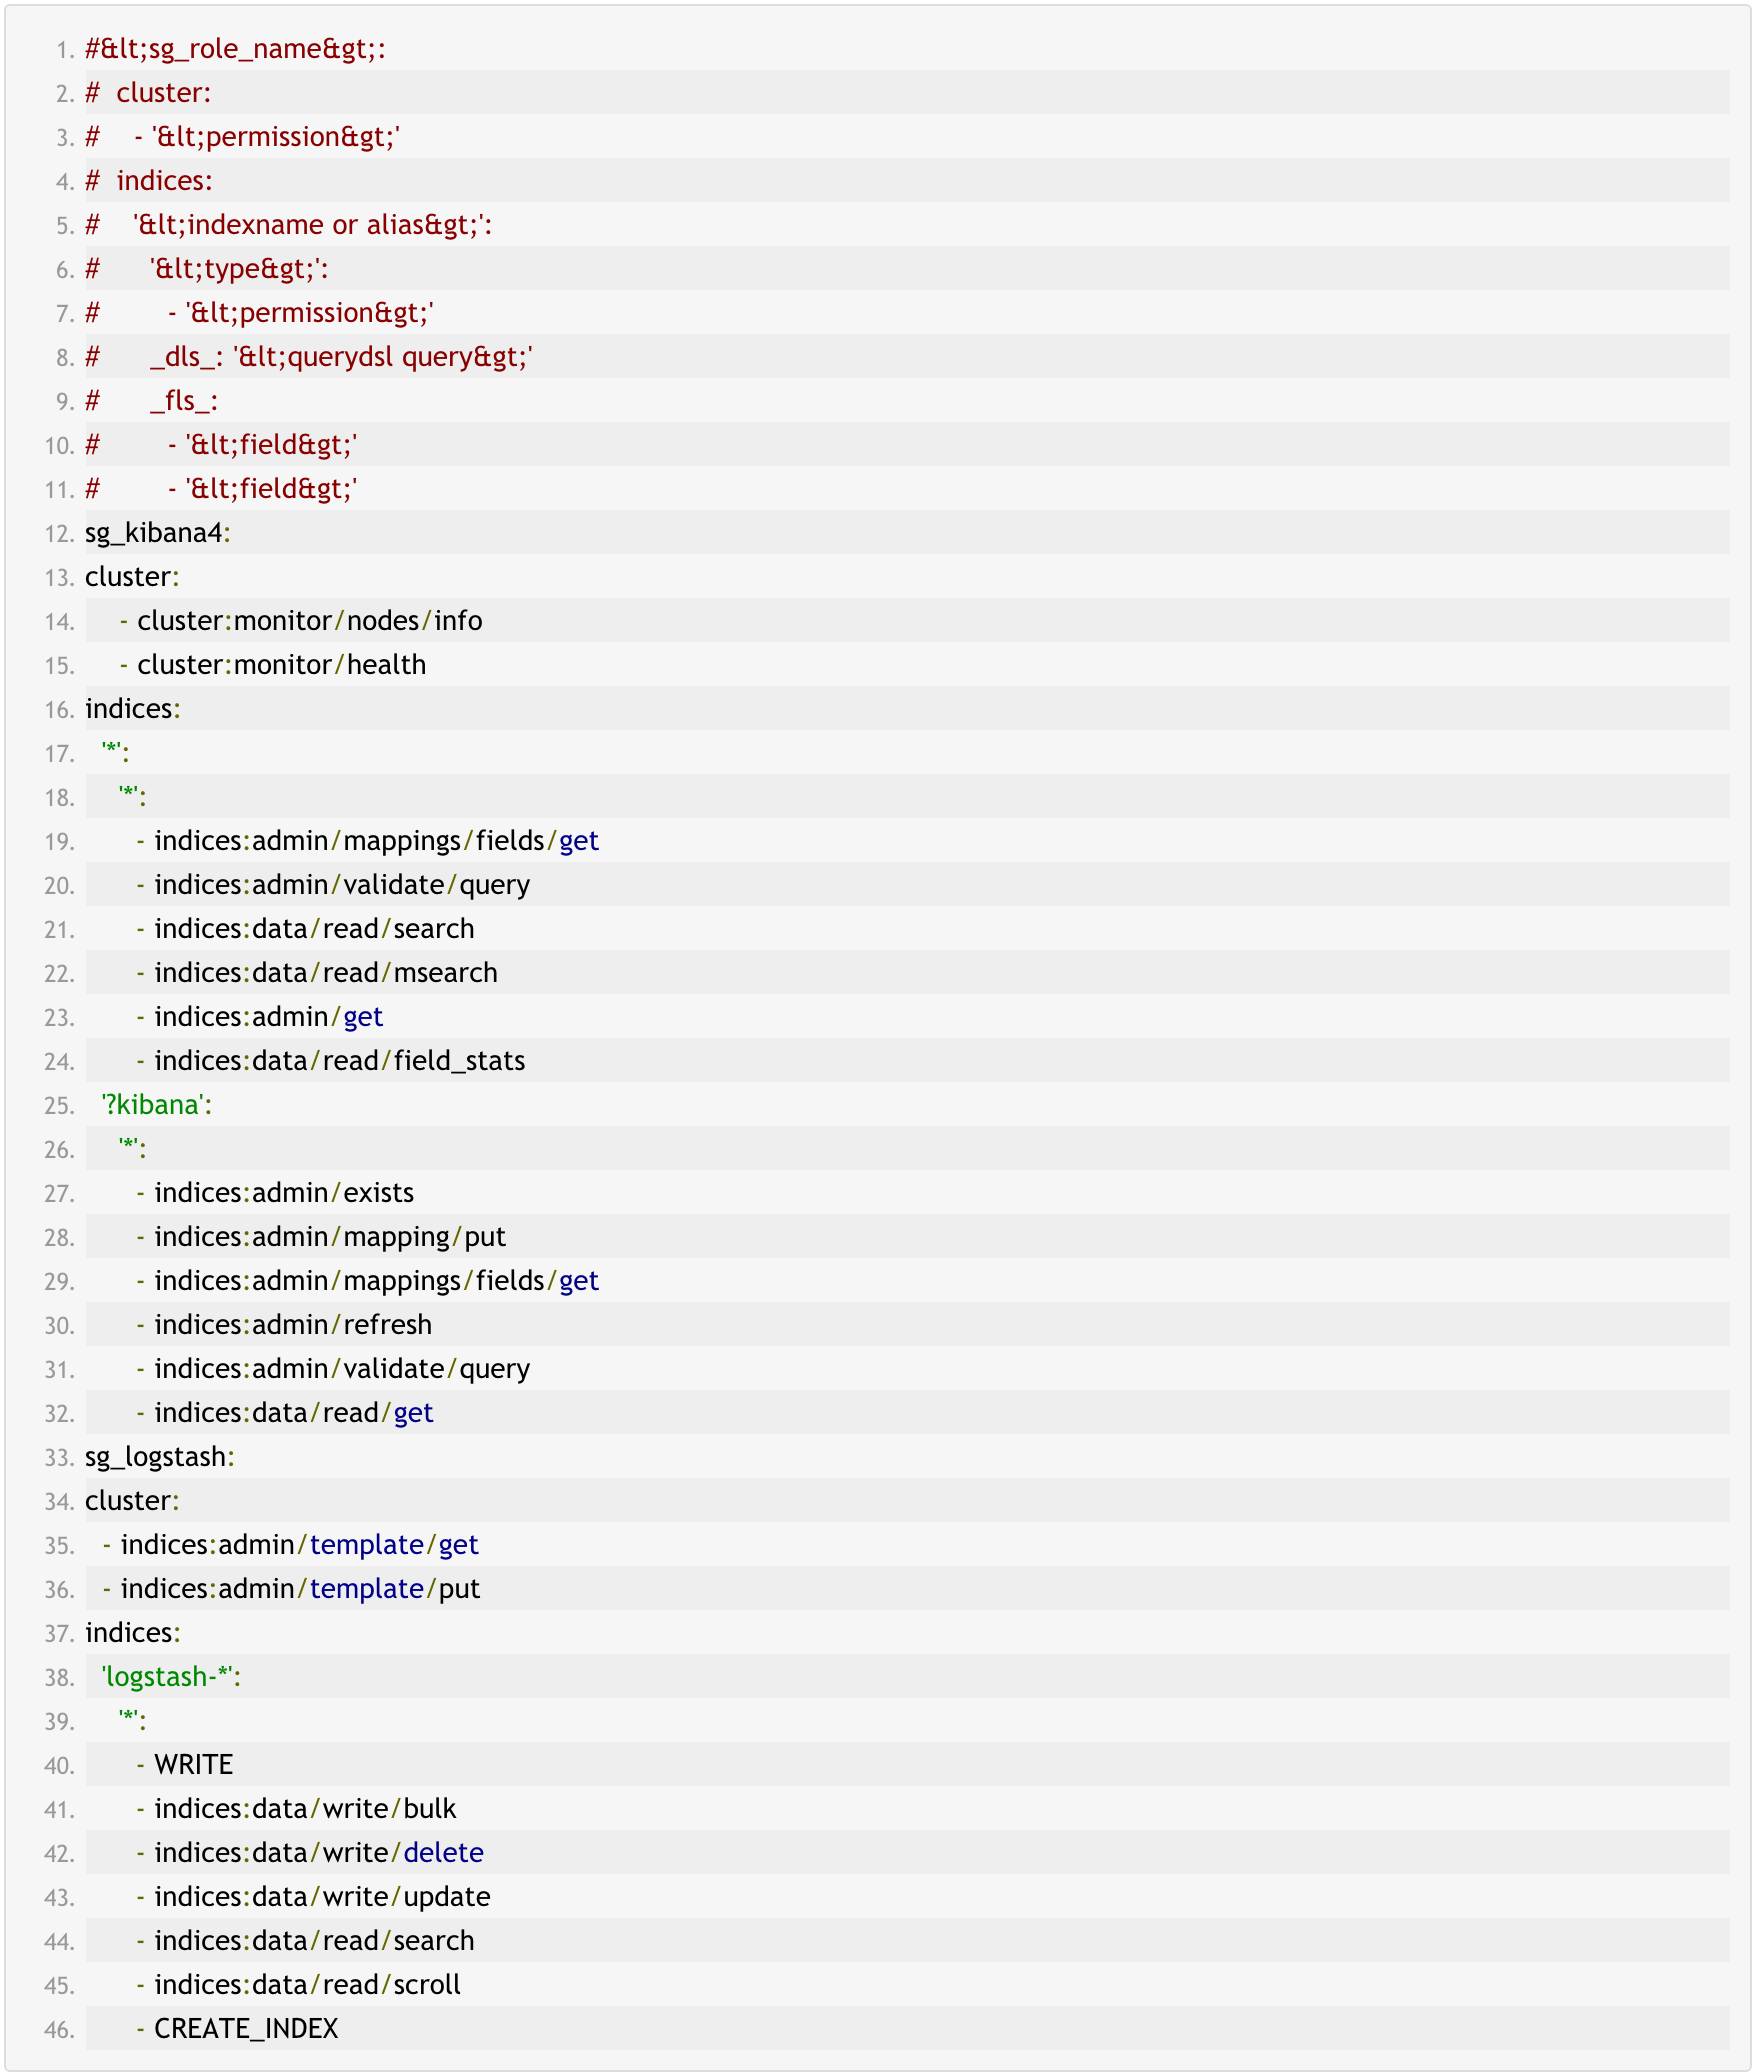 1. #&lt;sg_role_name&gt;:
2. #  cluster:
3. #    - '&lt;permission&gt;'
4. #  indices:
5. #    '&lt;indexname or alias&gt;':
6. #      '&lt;type&gt;':
7. #        - '&lt;permission&gt;'
8. #      _dls_: '&lt;querydsl query&gt;'
9. #      _fls_:
10. #        - '&lt;field&gt;'
11. #        - '&lt;field&gt;'
12. sg_kibana4:
13. cluster:
14.     - cluster:monitor/nodes/info
15.     - cluster:monitor/health
16. indices:
17.   '*':
18.     '*':
19.       - indices:admin/mappings/fields/get
20.       - indices:admin/validate/query
21.       - indices:data/read/search
22.       - indices:data/read/msearch
23.       - indices:admin/get
24.       - indices:data/read/field_stats
25.   '?kibana':
26.     '*':
27.       - indices:admin/exists
28.       - indices:admin/mapping/put
29.       - indices:admin/mappings/fields/get
30.       - indices:admin/refresh
31.       - indices:admin/validate/query
32.       - indices:data/read/get
33. sg_logstash:
34. cluster:
35.   - indices:admin/template/get
36.   - indices:admin/template/put
37. indices:
38.   'logstash-*':
39.     '*':
40.       - WRITE
41.       - indices:data/write/bulk
42.       - indices:data/write/delete
43.       - indices:data/write/update
44.       - indices:data/read/search
45.       - indices:data/read/scroll
46.       - CREATE_INDEX